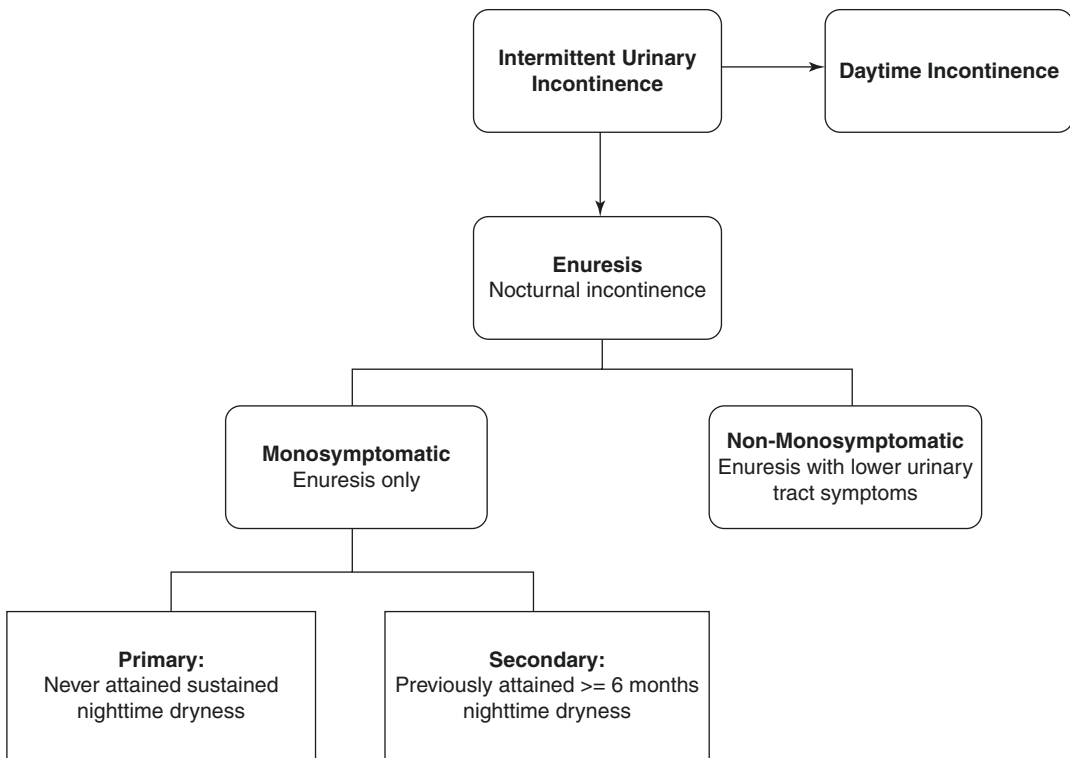 Intermittent Urinary
Incontinence
Daytime Incontinence
Enuresis
Nocturnal incontinence
Monosymptomatic
Enuresis only
Non-Monosymptomatic
Enuresis with lower urinary
tract symptoms
Primary:
Never attained sustained
nighttime dryness
Secondary:
Previously attained >= 6 months
nighttime dryness